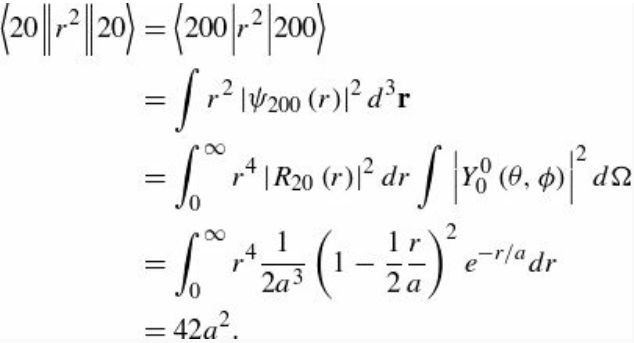 ⟨20‖r²‖20⟩ = ⟨200|r²|200⟩
= ∫ r² |ψ₂₀₀ (r)|² d³𝐫
= ∫₀^∞ r⁴ |R₂₀ (r)|² dr ∫ |Y₀⁰ (θ, ϕ)|² dΩ
= ∫₀^∞ r⁴ 1/(2a³) (1 − (1/2)(r/a))² e^(−r/a) dr
= 42a².